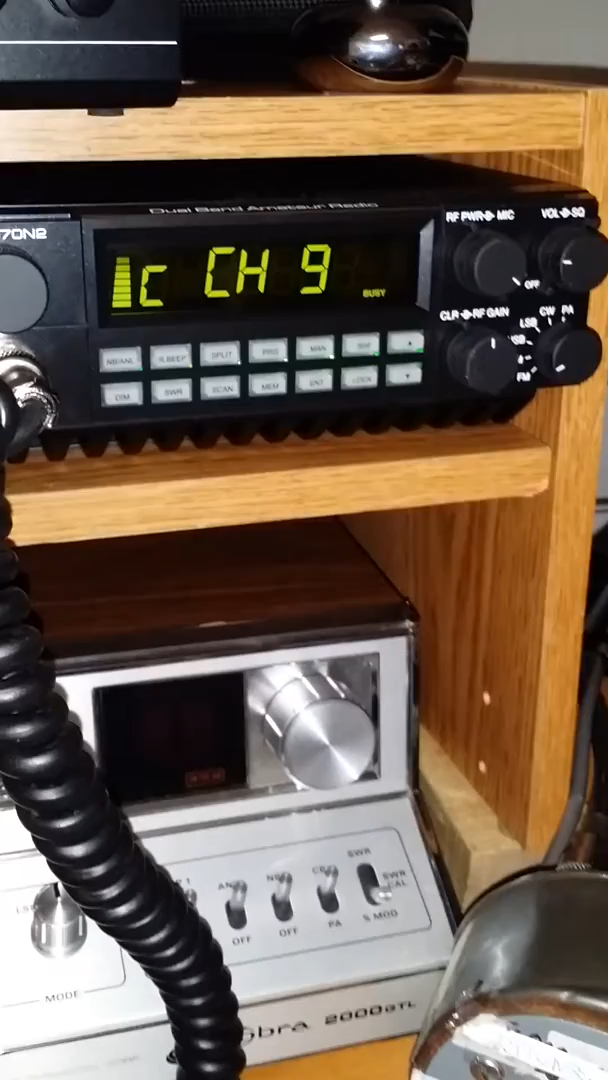 Dual Band Amateur Radio
70N2
C CH 9
BUSY
RF PWR MIC
VOL SQ
OFF
CLR RF GAIN
LSB CW PA
FM
NB/ANL R.BEEP SPLIT PRG MAN
DIM SWR SCAN MEM ENT LOCK
SWR
SWR
CAL
OFF OFF PA S MOD
MODE
bra 2000GTL